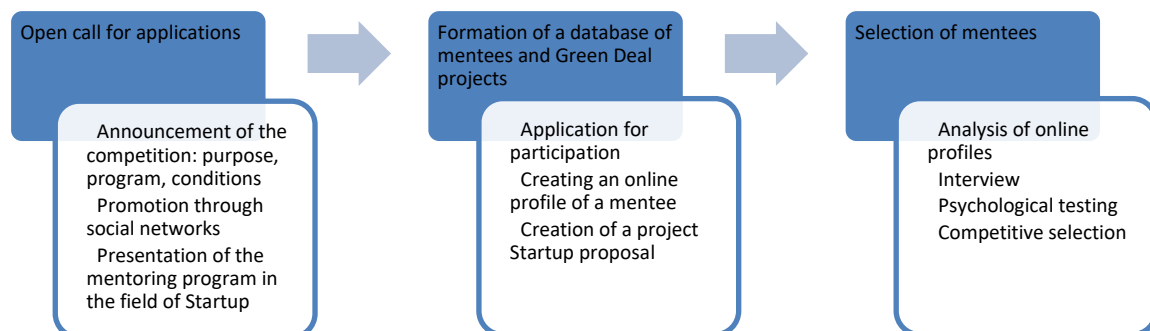 Open call for applications
Announcement of the
competition: purpose,
program, conditions
Promotion through
social networks
Presentation of the
mentoring program in
the field of Startup
Formation of a database of
mentees and Green Deal
projects
Application for
participation
Creating an online
profile of a mentee
Creation of a project
Startup proposal
Selection of mentees
Analysis of online
profiles
Interview
Psychological testing
Competitive selection